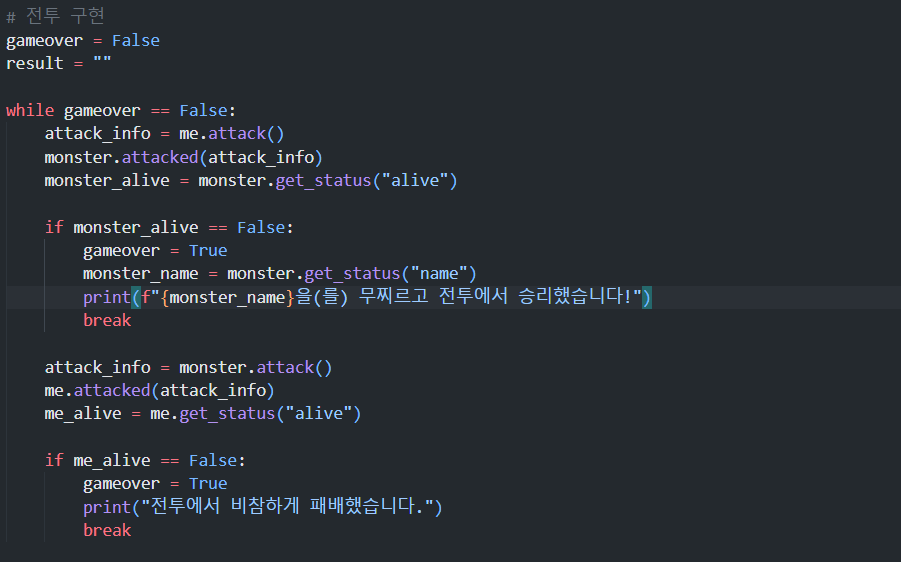 # 전투 구현
gameover = False
result = ""
while gameover == False:
    attack_info = me.attack()
    monster.attacked(attack_info)
    monster_alive = monster.get_status("alive")
    if monster_alive == False:
        gameover = True
        monster_name = monster.get_status("name")
        print(f"{monster_name}을(를) 무찌르고 전투에서 승리했습니다!")
        break
    attack_info = monster.attack()
    me.attacked(attack_info)
    me_alive = me.get_status("alive")
    if me_alive == False:
        gameover = True
        print("전투에서 비참하게 패배했습니다.")
        break